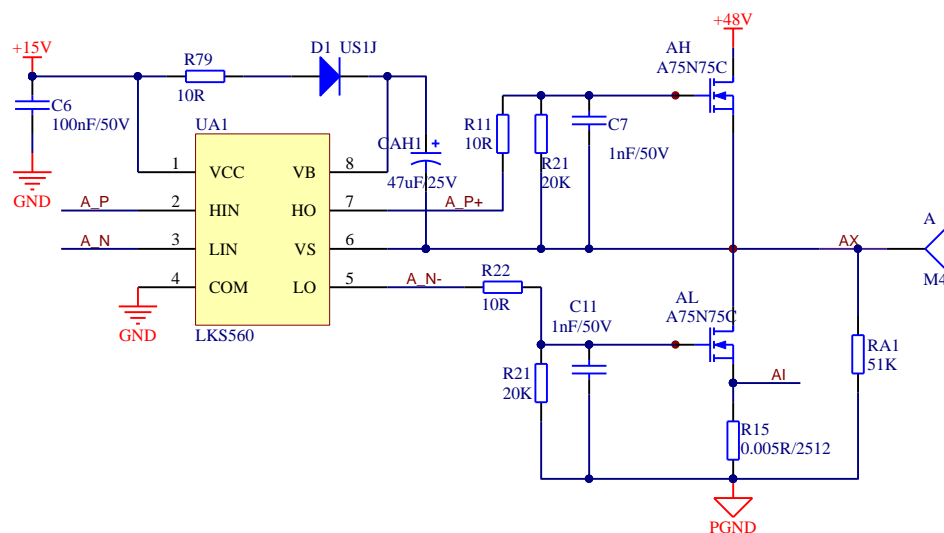 +48V
+15V
D1 US1J
R79
10R
AH
A75N75C
C6
100nF/50V
UA1
CAH1
+
47uF/25V
R11
10R
R21
20K
C7
1nF/50V
1
VCC
VB
8
GND
A_P
2
HIN
HO
7
A_P+
A_N
3
LIN
VS
6
AX
A
4
COM
LO
5
A_N-
R22
10R
M4
GND
LKS560
C11
1nF/50V
AL
A75N75C
RA1
51K
R21
20K
AI
R15
0.005R/2512
PGND